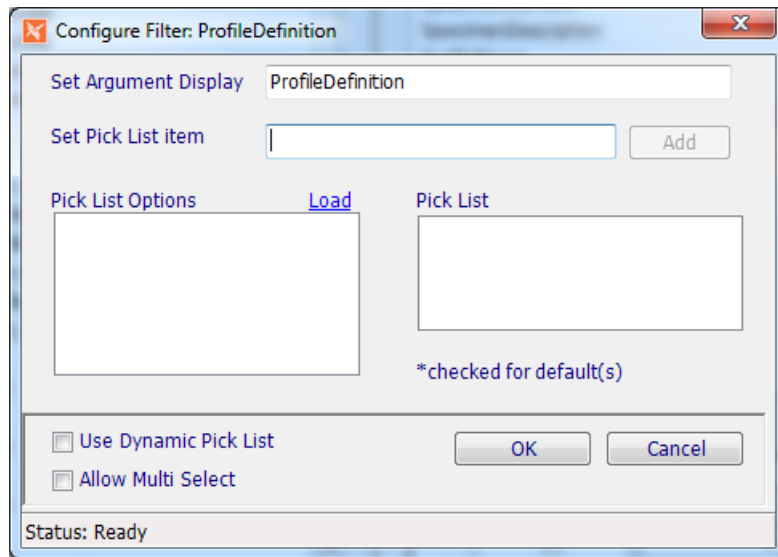 Configure Filter: ProfileDefinition
Set Argument Display ProfileDefinition
Set Pick List item Add
Pick List Options Load Pick List
*checked for default(s)
Use Dynamic Pick List OK Cancel
Allow Multi Select
Status: Ready